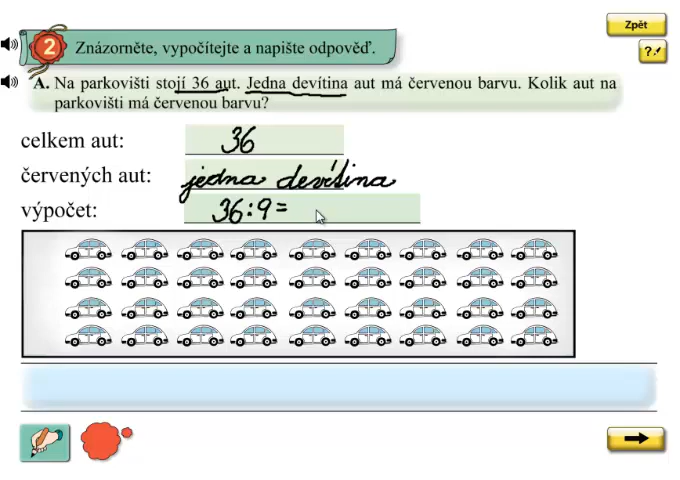 Zpět
2 Znázorněte, vypočítejte a napište odpověď.
?
A. Na parkovišti stojí 36 aut. Jedna devítina aut má červenou barvu. Kolik aut na
parkovišti má červenou barvu?
celkem aut: 36
červených aut: jedna devítina
výpočet: 36:9=